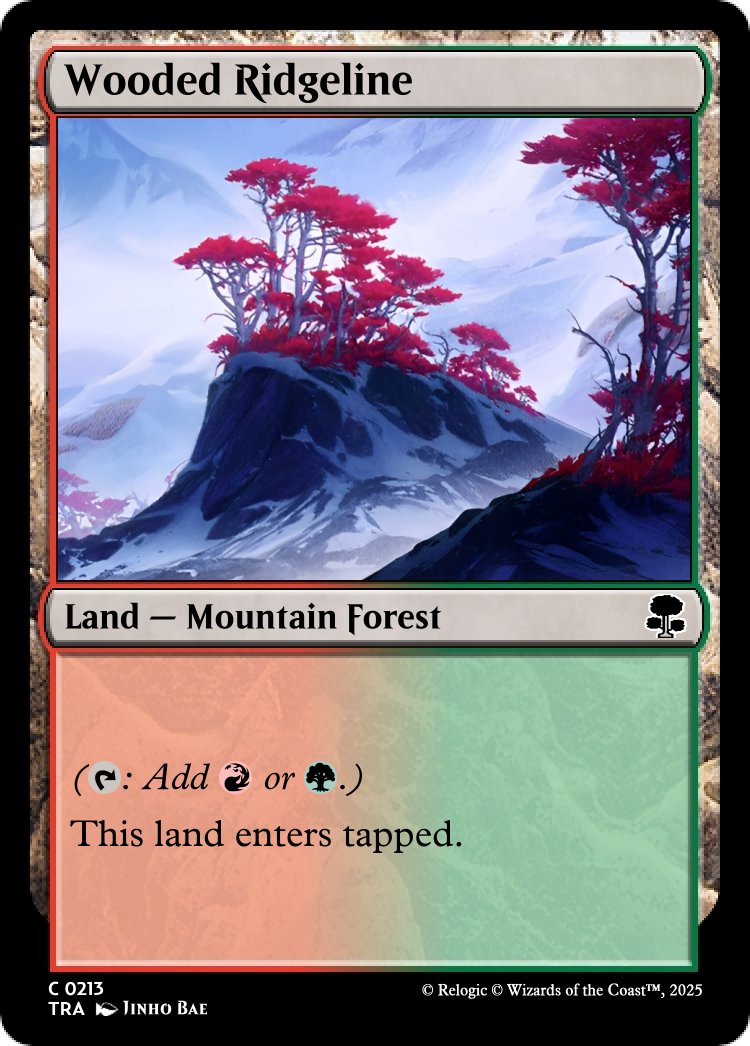 Wooded Ridgeline
Land — Mountain Forest
(: Add or .)
This land enters tapped.
C 0213
TRA Jinho Bae
© Relogic © Wizards of the Coast™, 2025